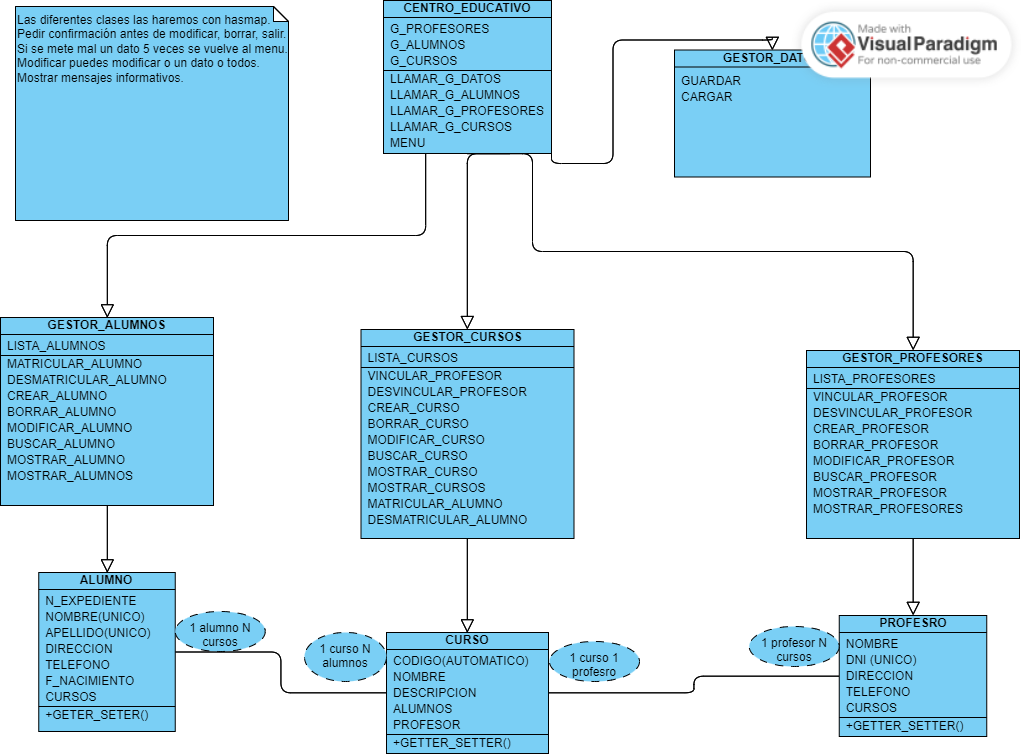 Las diferentes clases las haremos con hasmap.
Pedir confirmación antes de modificar, borrar, salir.
Si se mete mal un dato 5 veces se vuelve al menu.
Modificar puedes modificar o un dato o todos.
Mostrar mensajes informativos.
CENTRO_EDUCATIVO
G_PROFESORES
G_ALUMNOS
G_CURSOS
LLAMAR_G_DATOS
LLAMAR_G_ALUMNOS
LLAMAR_G_PROFESORES
LLAMAR_G_CURSOS
MENU
GESTOR_DAT
GUARDAR
CARGAR
Made with
VisualParadigm
For non-commercial use
GESTOR_ALUMNOS
LISTA_ALUMNOS
MATRICULAR_ALUMNO
DESMATRICULAR_ALUMNO
CREAR_ALUMNO
BORRAR_ALUMNO
MODIFICAR_ALUMNO
BUSCAR_ALUMNO
MOSTRAR_ALUMNO
MOSTRAR_ALUMNOS
GESTOR_CURSOS
LISTA_CURSOS
VINCULAR_PROFESOR
DESVINCULAR_PROFESOR
CREAR_CURSO
BORRAR_CURSO
MODIFICAR_CURSO
BUSCAR_CURSO
MOSTRAR_CURSO
MOSTRAR_CURSOS
MATRICULAR_ALUMNO
DESMATRICULAR_ALUMNO
GESTOR_PROFESORES
LISTA_PROFESORES
VINCULAR_PROFESOR
DESVINCULAR_PROFESOR
CREAR_PROFESOR
BORRAR_PROFESOR
MODIFICAR_PROFESOR
BUSCAR_PROFESOR
MOSTRAR_PROFESOR
MOSTRAR_PROFESORES
ALUMNO
N_EXPEDIENTE
NOMBRE(UNICO)
APELLIDO(UNICO)
DIRECCION
TELEFONO
F_NACIMIENTO
CURSOS
+GETER_SETER()
1 alumno N
cursos
1 curso N
alumnos
CURSO
CODIGO(AUTOMATICO)
NOMBRE
DESCRIPCION
ALUMNOS
PROFESOR
+GETTER_SETTER()
1 curso 1
profesro
1 profesor N
cursos
PROFESRO
NOMBRE
DNI (UNICO)
DIRECCION
TELEFONO
CURSOS
+GETTER_SETTER()